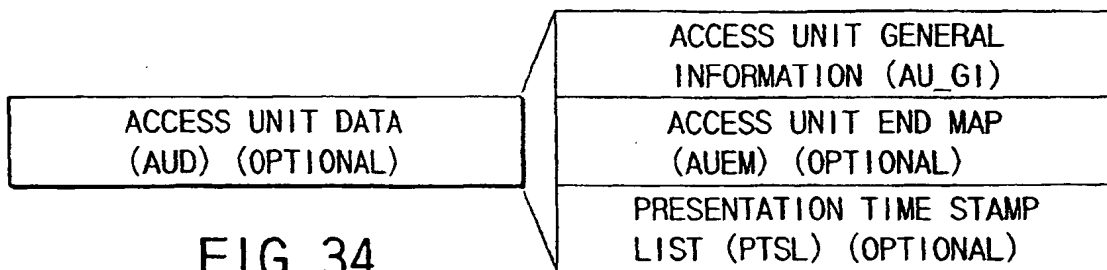 ACCESS UNIT DATA
(AUD) (OPTIONAL)
ACCESS UNIT GENERAL
INFORMATION (AU_GI)
ACCESS UNIT END MAP
(AUEM) (OPTIONAL)
PRESENTATION TIME STAMP
LIST (PTSL) (OPTIONAL)
FIG. 34